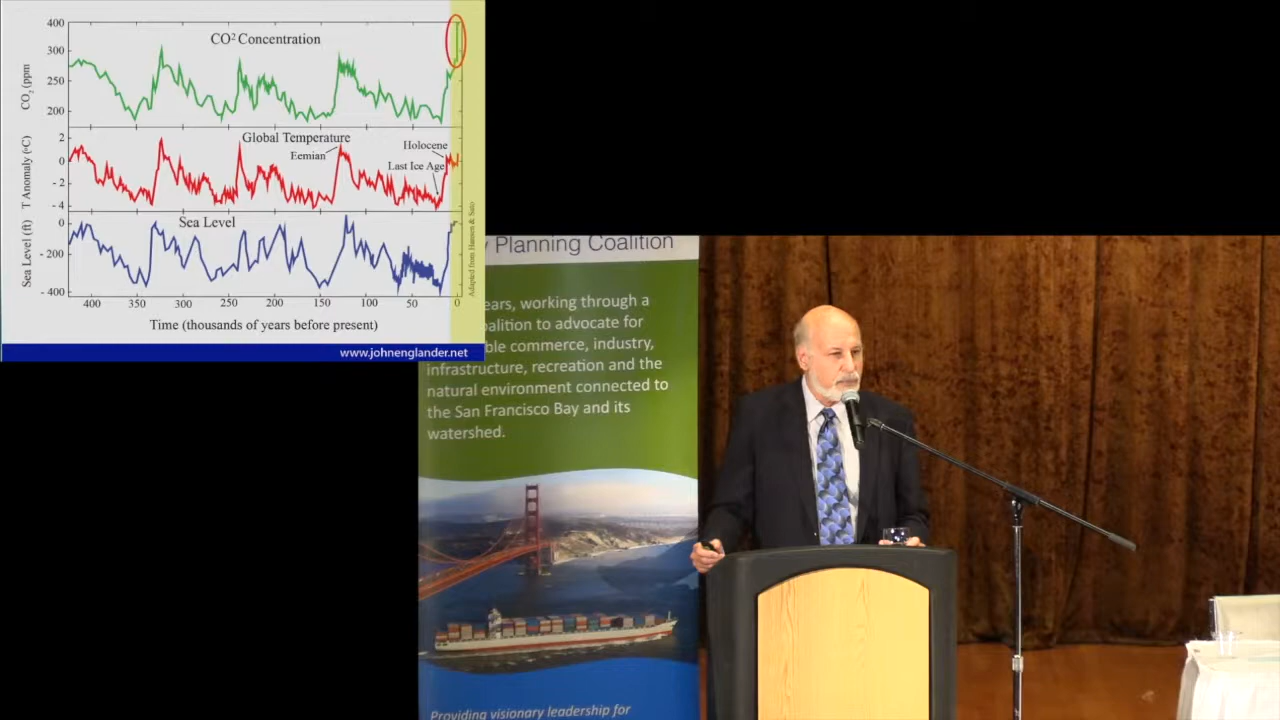 400
300
250
200
CO₂ (ppm
CO² Concentration
2
0
- 2
- 4
T Anomaly (ºC)
Global Temperature
Eemian
Holocene
Last Ice Age
0
- 200
- 400
Sea Level (ft)
Sea Level
Adapted from Hansen & Sato
400 350 300 250 200 150 100 50 0
Time (thousands of years before present)
www.johnenglander.net
y Planning Coalition
ears, working through a
alition to advocate for
ble commerce, industry,
infrastructure, recreation and the
natural environment connected to
the San Francisco Bay and its
watershed.
Providing visionary leadership for